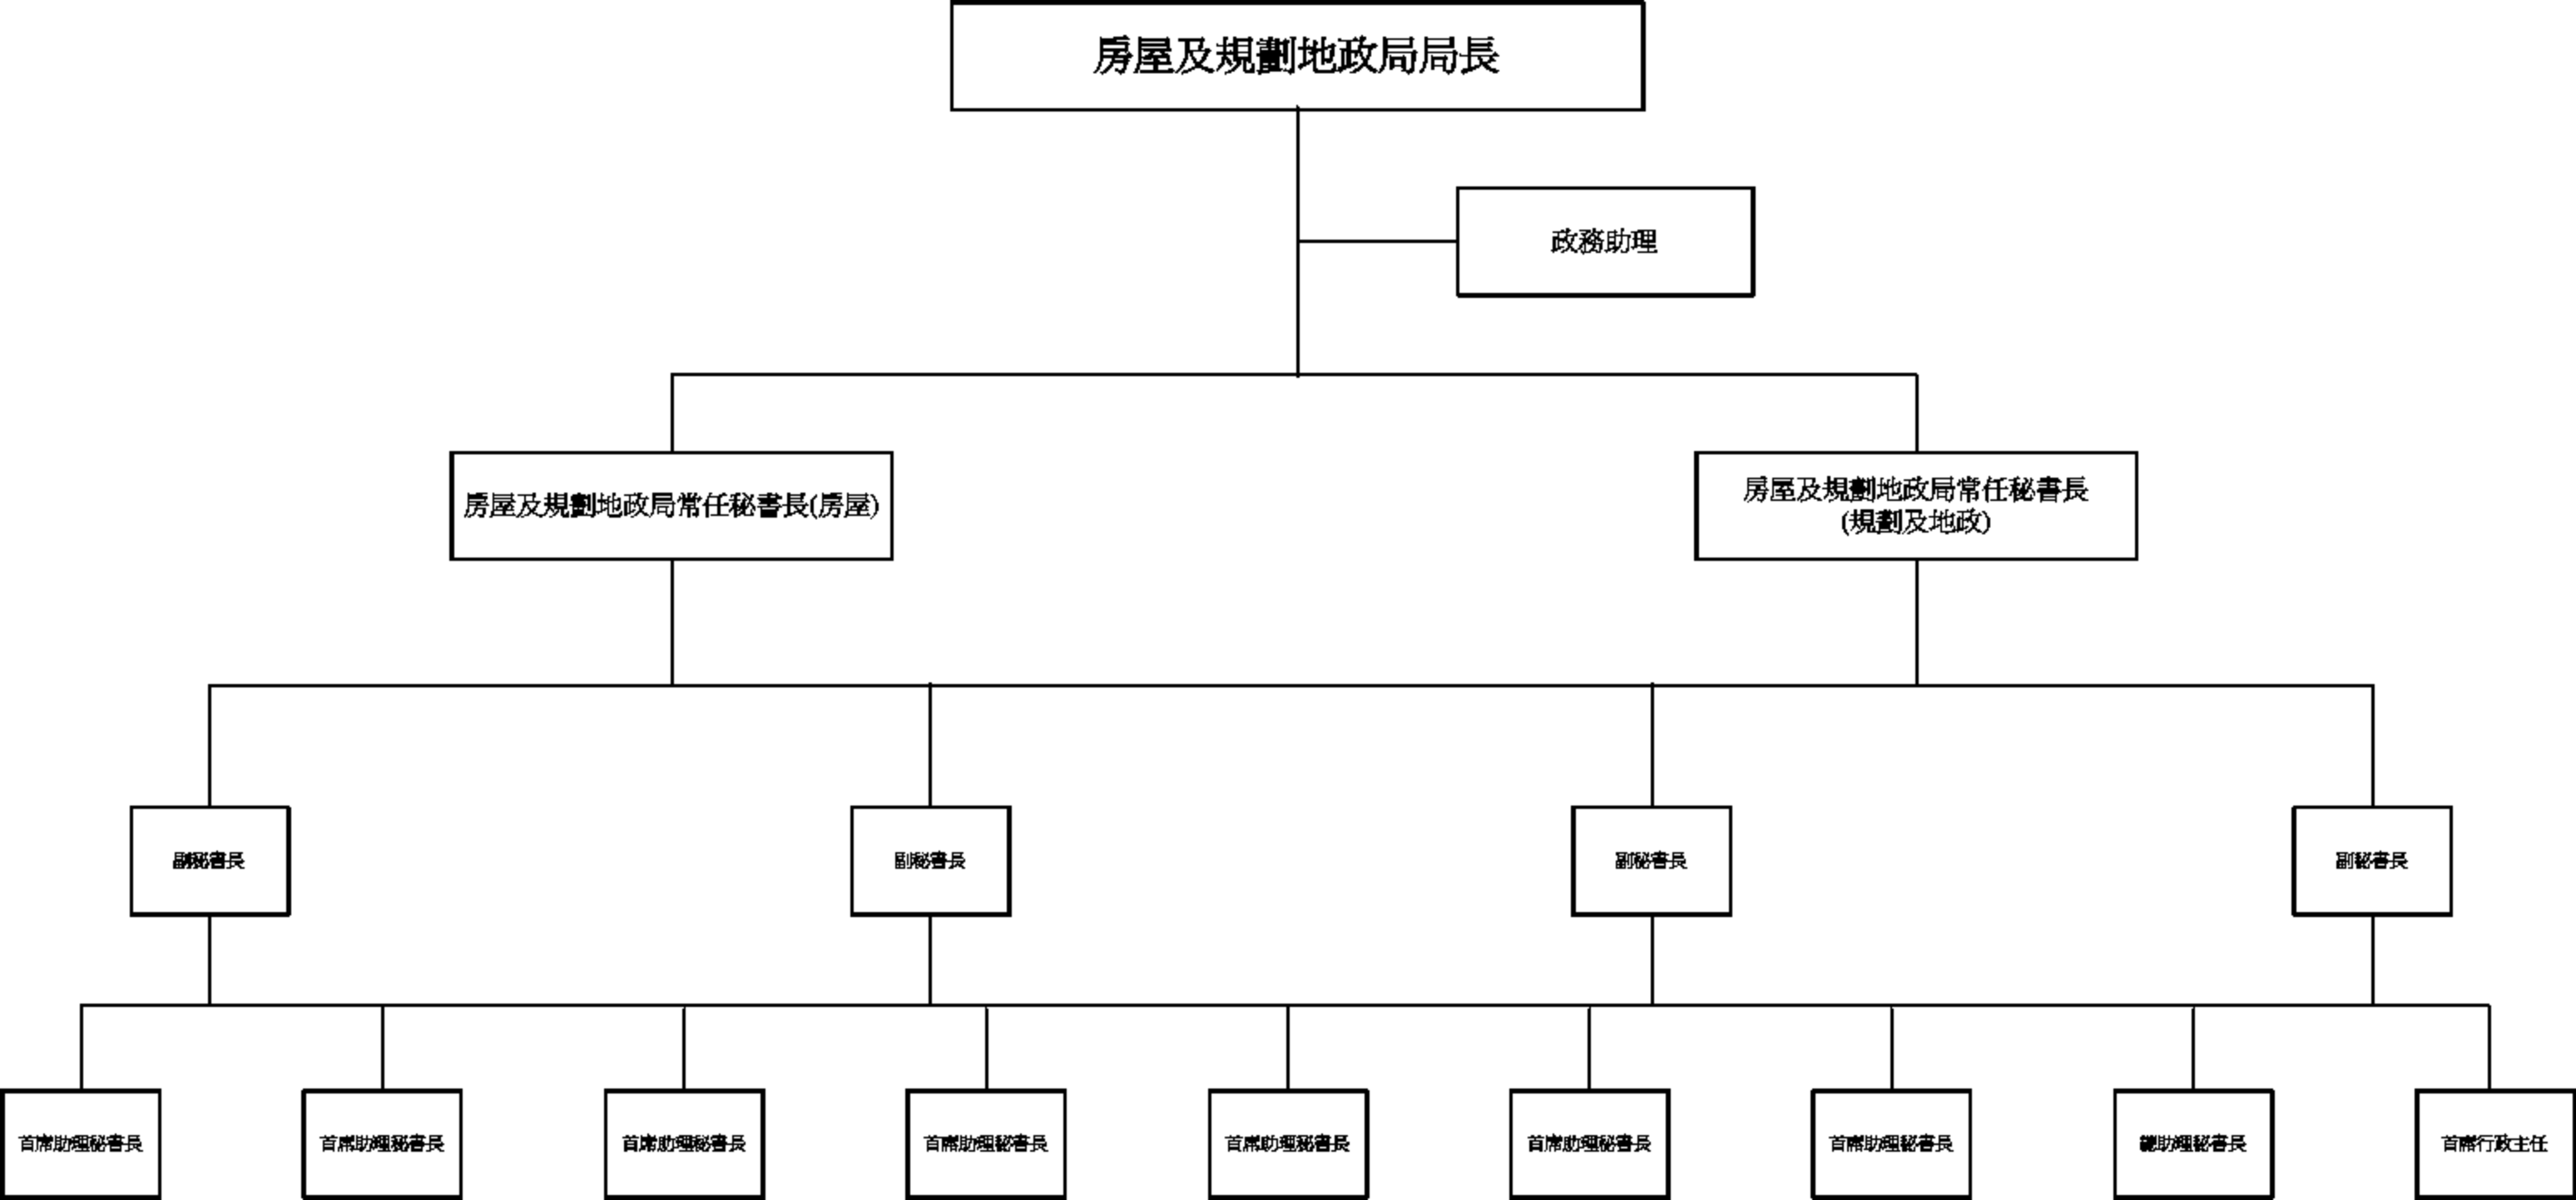 房屋及規劃地政局局長
政務助理
房屋及規劃地政局常任秘書長(房屋)
房屋及規劃地政局常任秘書長
(規劃及地政)
副秘書長
副秘書長
副秘書長
副秘書長
首席助理秘書長
首席助理秘書長
首席助理秘書長
首席助理秘書長
首席助理秘書長
首席助理秘書長
首席助理秘書長
總助理秘書長
首席行政主任